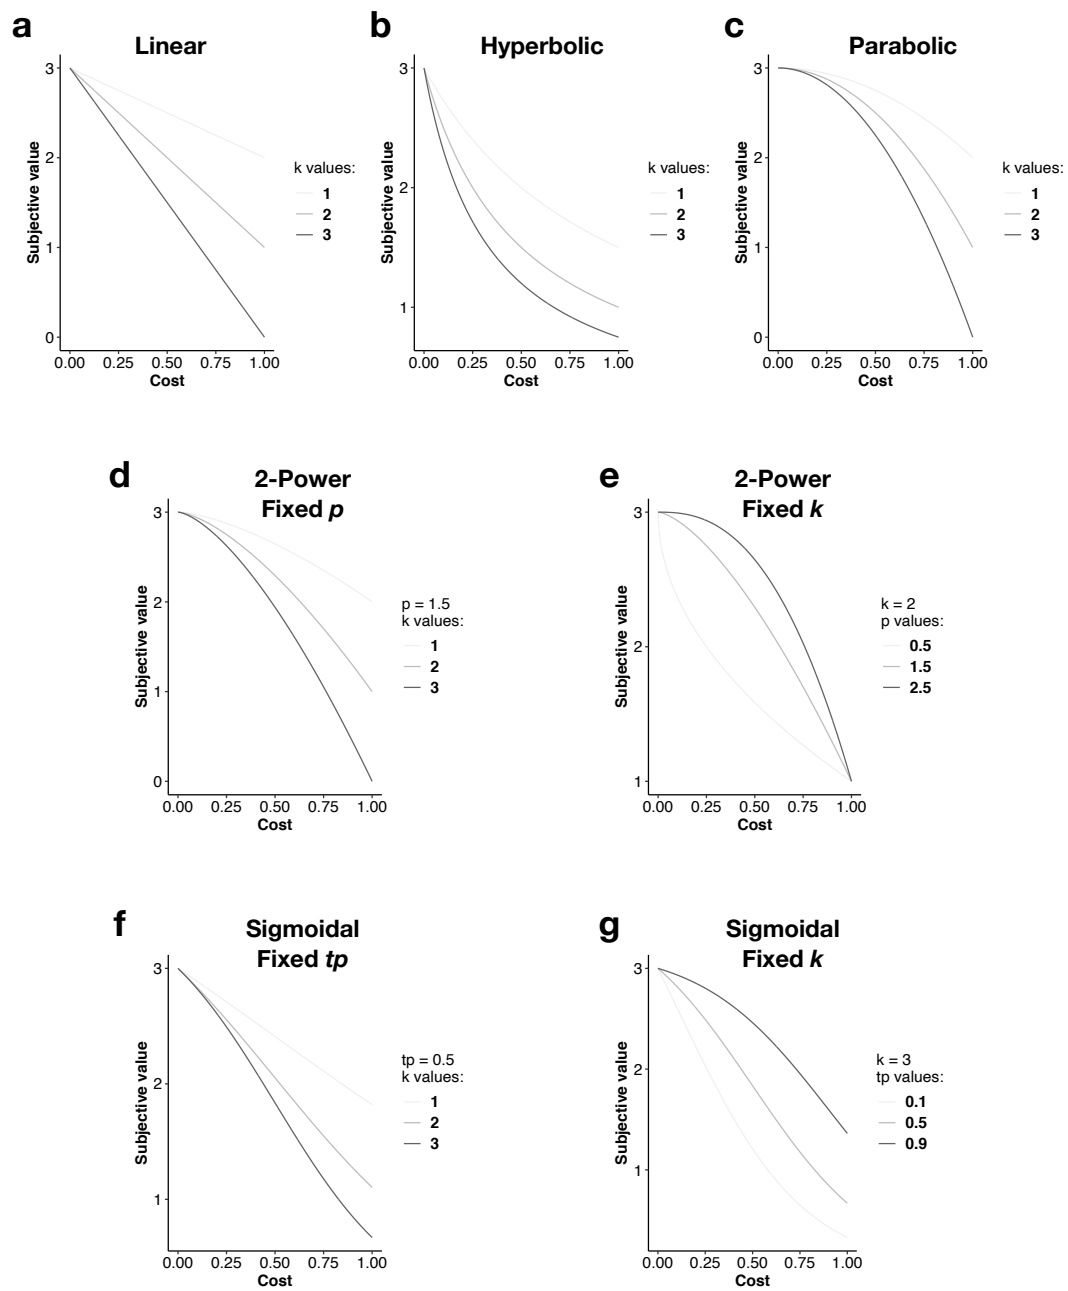 a
Linear
3
2
1
0
Subjective value
0.00 0.25 0.50 0.75 1.00
Cost
k values:
1
2
3
b
Hyperbolic
3
2
1
Subjective value
0.00 0.25 0.50 0.75 1.00
Cost
k values:
1
2
3
c
Parabolic
3
2
1
0
Subjective value
0.00 0.25 0.50 0.75 1.00
Cost
k values:
1
2
3
d
2-Power
Fixed p
3
2
1
0
Subjective value
0.00 0.25 0.50 0.75 1.00
Cost
p = 1.5
k values:
1
2
3
e
2-Power
Fixed k
3
2
1
Subjective value
0.00 0.25 0.50 0.75 1.00
Cost
k = 2
p values:
0.5
1.5
2.5
f
Sigmoidal
Fixed tp
3
2
1
Subjective value
0.00 0.25 0.50 0.75 1.00
Cost
tp = 0.5
k values:
1
2
3
g
Sigmoidal
Fixed k
3
2
1
Subjective value
0.00 0.25 0.50 0.75 1.00
Cost
k = 3
tp values:
0.1
0.5
0.9